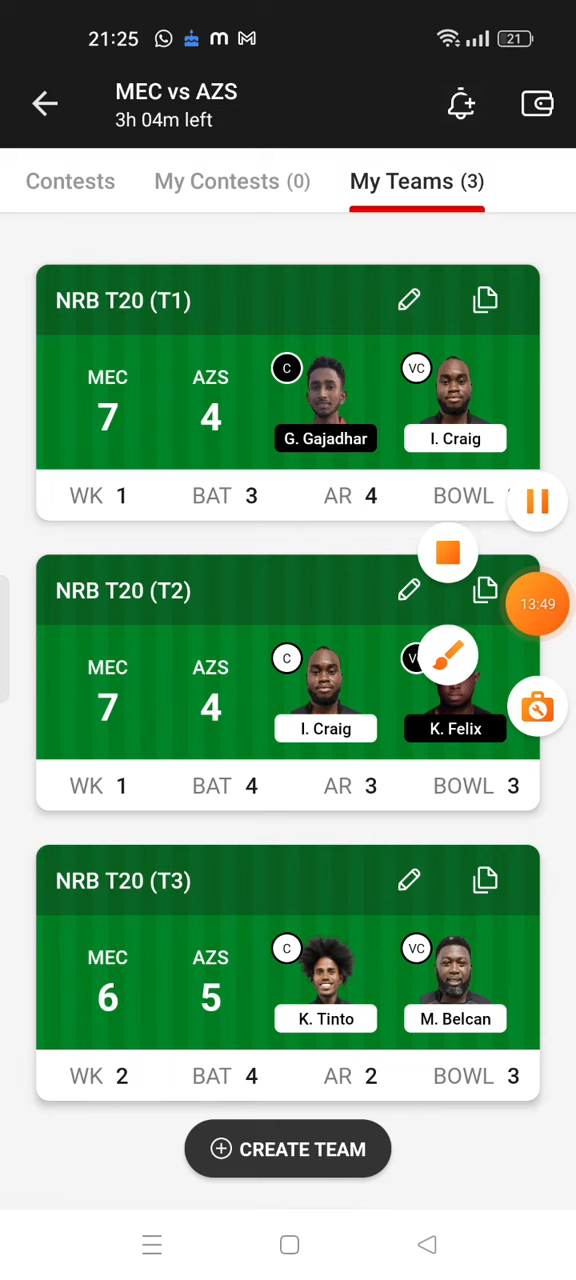 21:25 21
MEC vs AZS
3h 04m left
Contests My Contests (0) My Teams (3)
NRB T20 (T1)
MEC AZS C VC
7 4 G. Gajadhar I. Craig
WK 1 BAT 3 AR 4 BOWL
NRB T20 (T2)
13:49
MEC AZS C
7 4 I. Craig K. Felix
WK 1 BAT 4 AR 3 BOWL 3
NRB T20 (T3)
MEC AZS C VC
6 5 K. Tinto M. Belcan
WK 2 BAT 4 AR 2 BOWL 3
CREATE TEAM